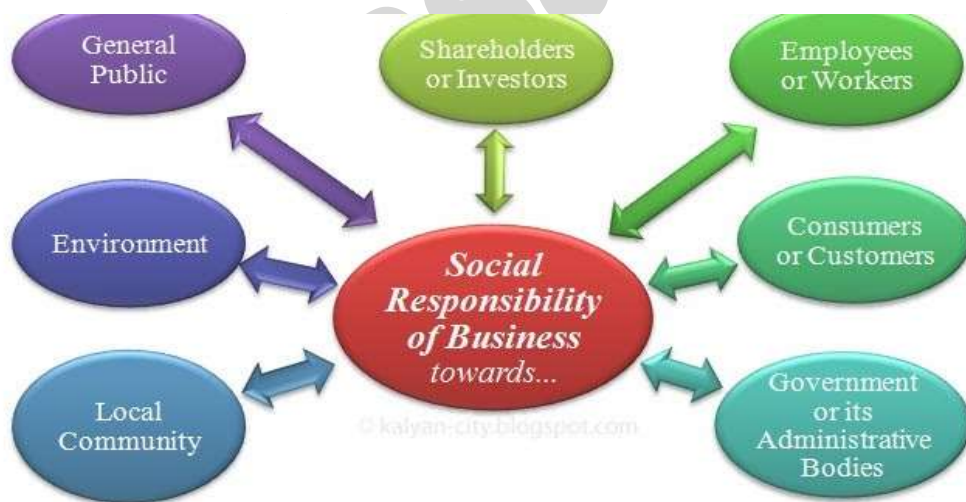 General
Public
Shareholders
or Investors
Employees
or Workers
Environment
Consumers
or Customers
Social
Responsibility
of Business
towards...
Local
Community
Government
or its
Administrative
Bodies
© kalyan-city.blogspot.com